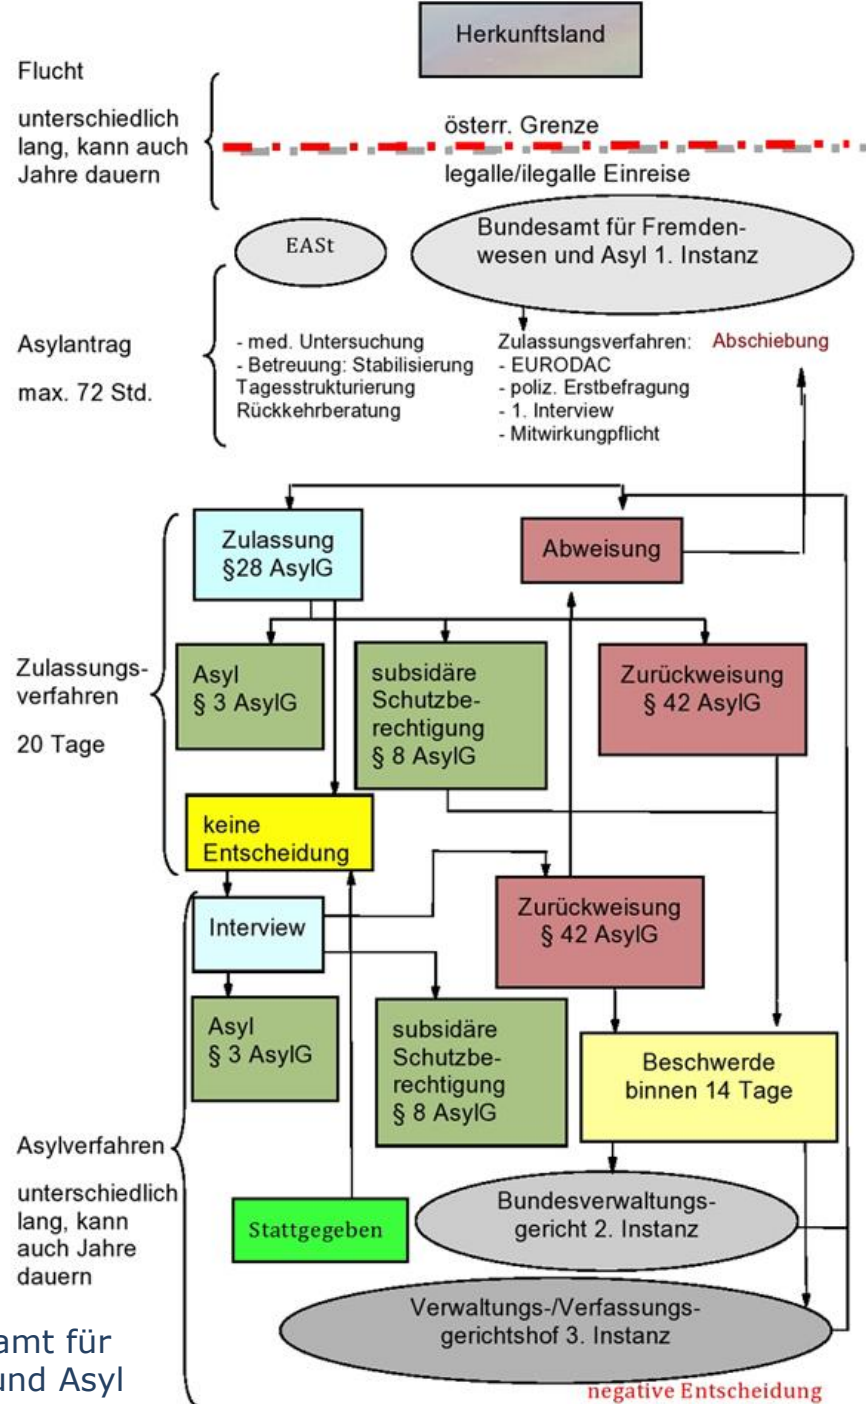 Herkunftsland
Flucht
unterschiedlich
lang, kann auch
Jahre dauern
österr. Grenze
legalle/ilegalle Einreise
EASt
Bundesamt für Fremden-
wesen und Asyl 1. Instanz
Asylantrag
max. 72 Std.
- med. Untersuchung
- Betreuung: Stabilisierung
Tagesstrukturierung
Rückkehrberatung
Zulassungsverfahren:
- EURODAC
- poliz. Erstbefragung
- 1. Interview
- Mitwirkungpflicht
Abschiebung
Zulassung
§28 AsylG
Abweisung
Zulassungs-
verfahren
20 Tage
Asyl
§ 3 AsylG
subsidäre
Schutzbe-
rechtigung
§ 8 AsylG
Zurückweisung
§ 42 AsylG
keine
Entscheidung
Interview
Zurückweisung
§ 42 AsylG
Asyl
§ 3 AsylG
subsidäre
Schutzbe-
rechtigung
§ 8 AsylG
Beschwerde
binnen 14 Tage
Asylverfahren
unterschiedlich
lang, kann
auch Jahre
dauern
Stattgegeben
Bundesverwaltungs-
gericht 2. Instanz
Verwaltungs-/Verfassungs-
gerichtshof 3. Instanz
amt für
und Asyl
negative Entscheidung